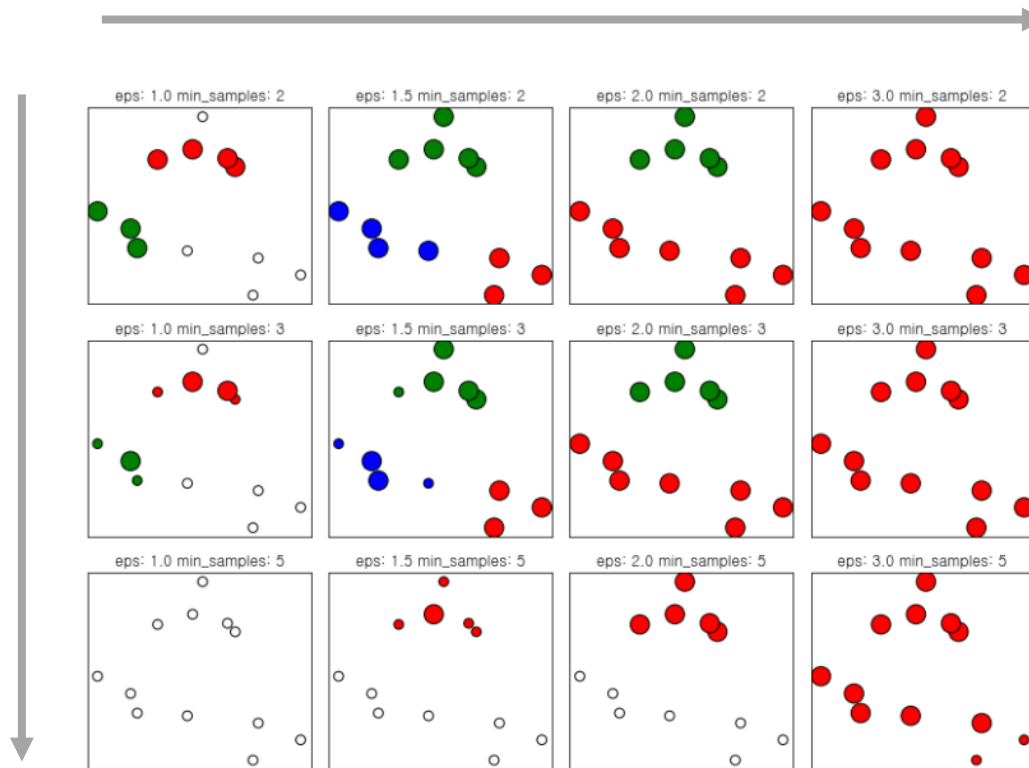 eps: 1.0 min_samples: 2
eps: 1.5 min_samples: 2
eps: 2.0 min_samples: 2
eps: 3.0 min_samples: 2
eps: 1.0 min_samples: 3
eps: 1.5 min_samples: 3
eps: 2.0 min_samples: 3
eps: 3.0 min_samples: 3
eps: 1.0 min_samples: 5
eps: 1.5 min_samples: 5
eps: 2.0 min_samples: 5
eps: 3.0 min_samples: 5